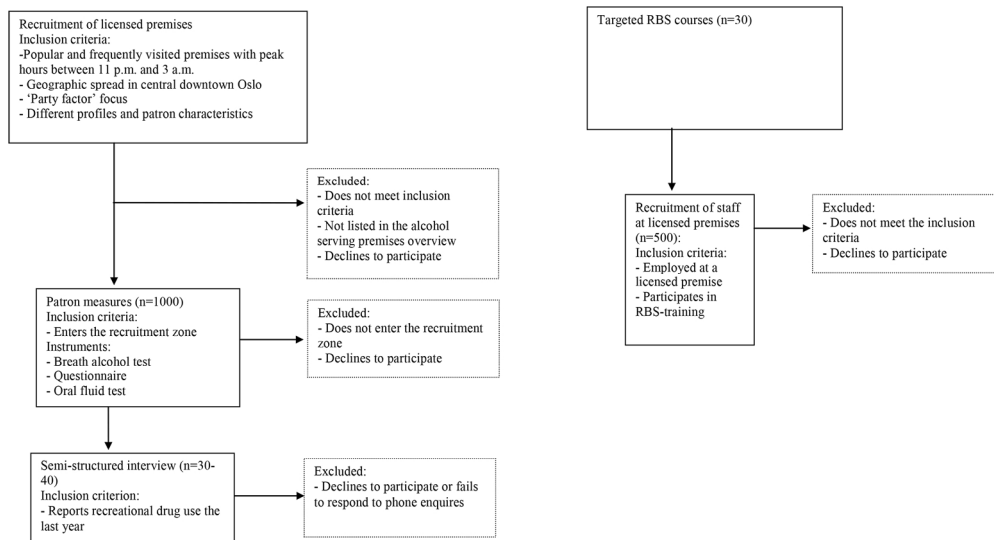 Recruitment of licensed premises
Inclusion criteria:
-Popular and frequently visited premises with peak
hours between 11 p.m. and 3 a.m.
- Geographic spread in central downtown Oslo
- ‘Party factor’ focus
- Different profiles and patron characteristics
Excluded:
- Does not meet inclusion
criteria
- Not listed in the alcohol
serving premises overview
- Declines to participate
Patron measures (n=1000)
Inclusion criteria:
- Enters the recruitment zone
Instruments:
- Breath alcohol test
- Questionnaire
- Oral fluid test
Excluded:
- Does not enter the recruitment
zone
- Declines to participate
Semi-structured interview (n=30-
40)
Inclusion criterion:
- Reports recreational drug use the
last year
Excluded:
- Declines to participate or fails
to respond to phone enquires
Targeted RBS courses (n=30)
Recruitment of staff
at licensed premises
(n=500):
Inclusion criteria:
- Employed at a
licensed premise
- Participates in
RBS-training
Excluded:
- Does not meet the inclusion
criteria
- Declines to participate